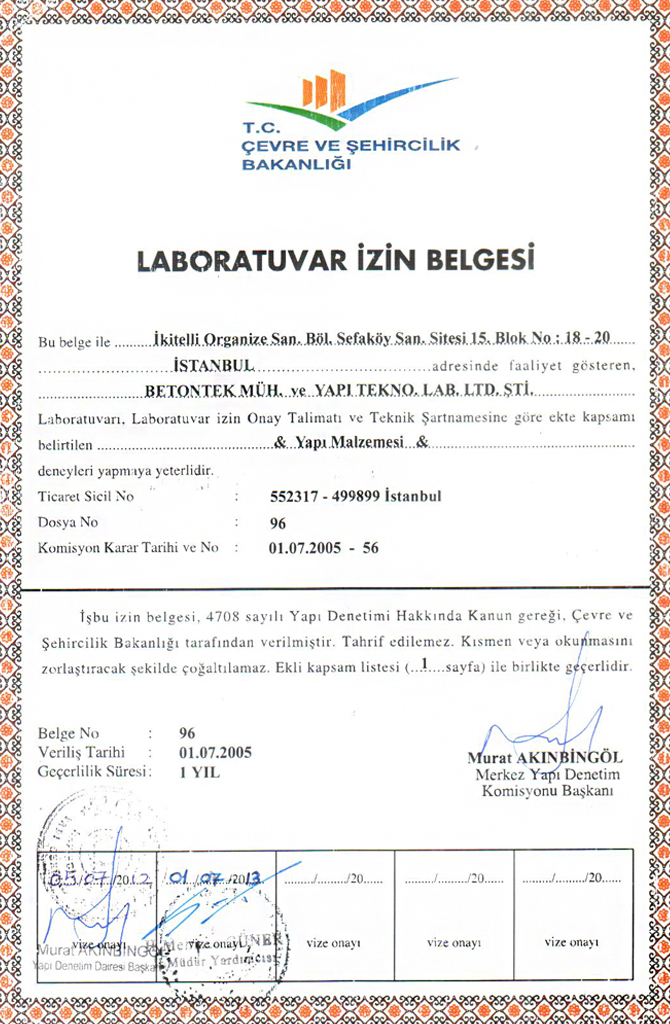 T.C.
ÇEVRE VE ŞEHİRCİLİK
BAKANLIĞI
LABORATUVAR İZİN BELGESİ
Bu belge ile ..........İkitelli Organize San. Böl. Sefaköy San. Sitesi 15. Blok No : 18 - 20......
..............................İSTANBUL........................................adresinde faaliyet gösteren,
.......................BETONTEK MÜH. ve YAPI TEKNO. LAB. LTD. ŞTİ.......................
Laboratuvarı, Laboratuvar izin Onay Talimatı ve Teknik Şartnamesine göre ekte kapsamı
belirtilen ........................................& Yapı Malzemesi &........................................
deneyleri yapmaya yeterlidir.
Ticaret Sicil No : 552317 - 499899 İstanbul
Dosya No : 96
Komisyon Karar Tarihi ve No : 01.07.2005 - 56
İşbu izin belgesi, 4708 sayılı Yapı Denetimi Hakkında Kanun gereği, Çevre ve
Şehircilik Bakanlığı tarafından verilmiştir. Tahrif edilemez. Kısmen veya okunmasını
zorlaştıracak şekilde çoğaltılamaz. Ekli kapsam listesi (...1....sayfa) ile birlikte geçerlidir.
Belge No : 96
Veriliş Tarihi : 01.07.2005
Geçerlilik Süresi : 1 YIL
Murat AKINBİNGÖL
Merkez Yapı Denetim
Komisyonu Başkanı
05/07/2012 01/07/2013 ......../......../20...... ......../......../20...... ......../......../20......
vize onayı vize onayı vize onayı vize onayı vize onayı
Murat AKINBİNGÖL
Yapı Denetim Dairesi Başkanı
GÜNER
Müdür Yardımcısı